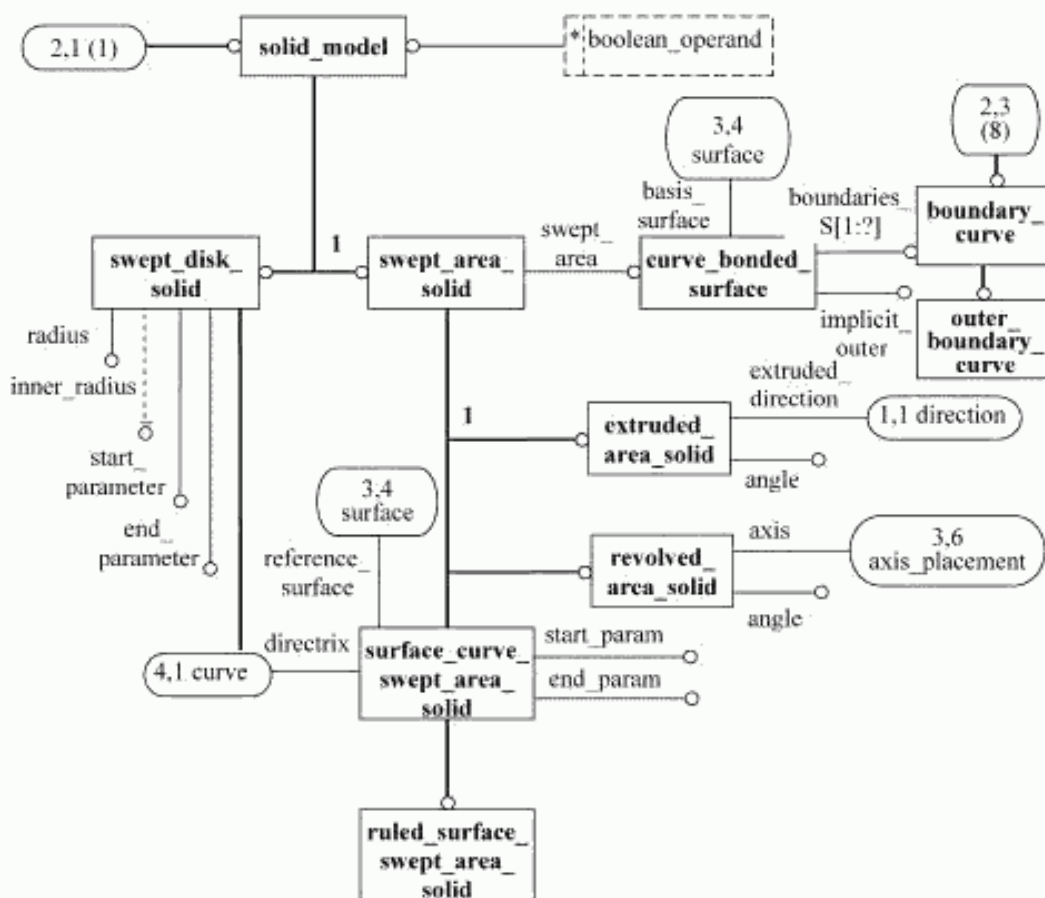 2,1 (1)
solid_model
* boolean_operand
3,4
surface
2,3
(8)
basis_
surface
boundaries_
S[1:?]
boundary_
curve
1
swept_
area
swept_disk_
solid
swept_area_
solid
curve_bonded_
surface
implicit_
outer
outer_
boundary_
curve
radius
inner_radius
start_
parameter
end_
parameter
1
extruded_
direction
extruded_
area_solid
1,1 direction
angle
3,4
surface
reference_
surface
axis
revolved_
area_solid
3,6
axis_placement
angle
directrix
4,1 curve
surface_curve_
swept_area_
solid
start_param
end_param
ruled_surface_
swept_area_
solid